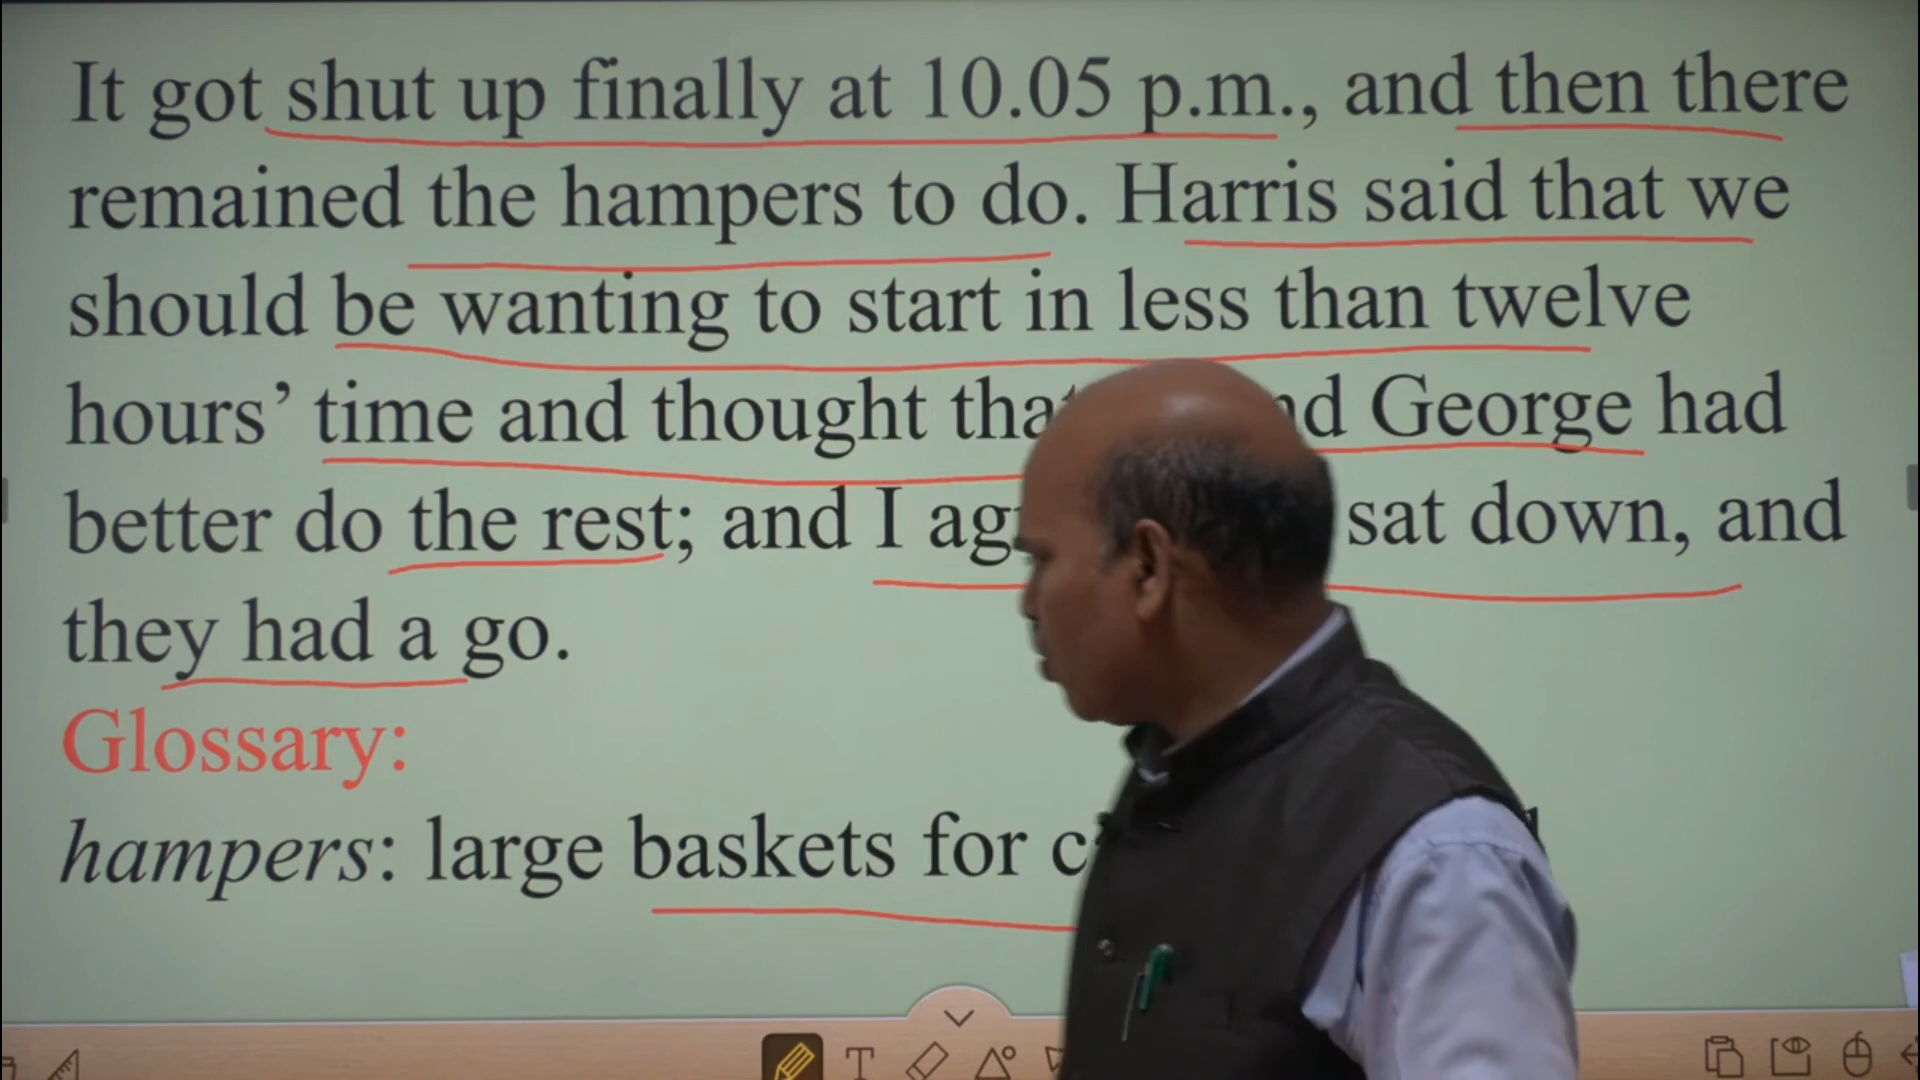 It got shut up finally at 10.05 p.m., and then there
remained the hampers to do. Harris said that we
should be wanting to start in less than twelve
hours’ time and thought George had
better do the rest; and I sat down, and
they had a go.
Glossary:
hampers: large baskets for
T